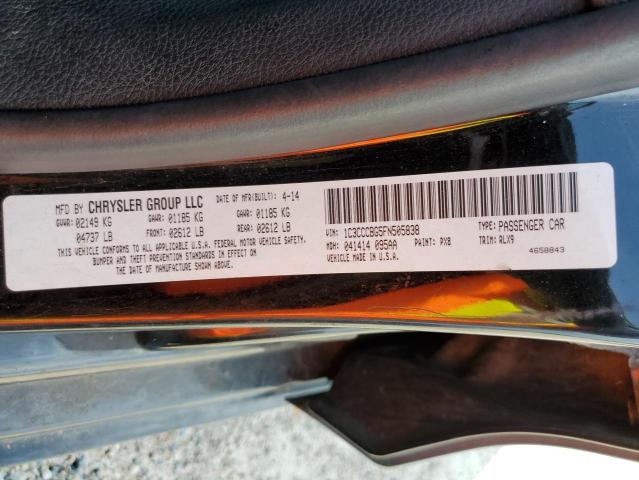 MFD BY CHRYSLER GROUP LLC DATE OF MFR(BUILT): 4-14
GVWR: 02149 KG GAWR: 01185 KG GAWR: 01185 KG
04737 LB FRONT: 02612 LB REAR: 02612 LB
THIS VEHICLE CONFORMS TO ALL APPLICABLE U.S.A. FEDERAL MOTOR VEHICLE SAFETY,
BUMPER AND THEFT PREVENTION STANDARDS IN EFFECT ON
THE DATE OF MANUFACTURE SHOWN ABOVE.
VIN: 1C3CCCBG5FN505838 TYPE: PASSENGER CAR
MDH: 041414 095AA PAINT: PX8 TRIM: RLX9
VEHICLE MADE IN U.S.A. 4658843